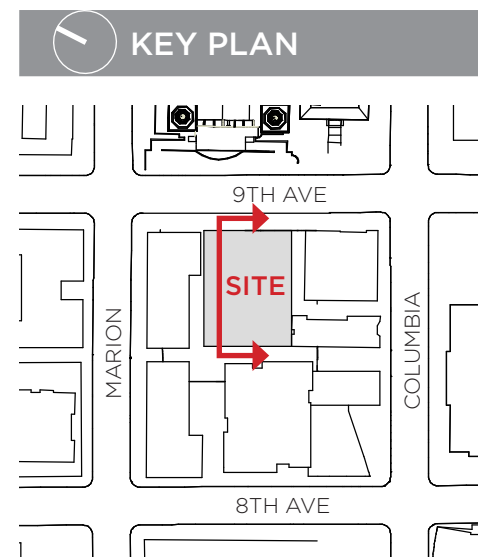 KEY PLAN
9TH AVE
SITE
MARION
COLUMBIA
8TH AVE